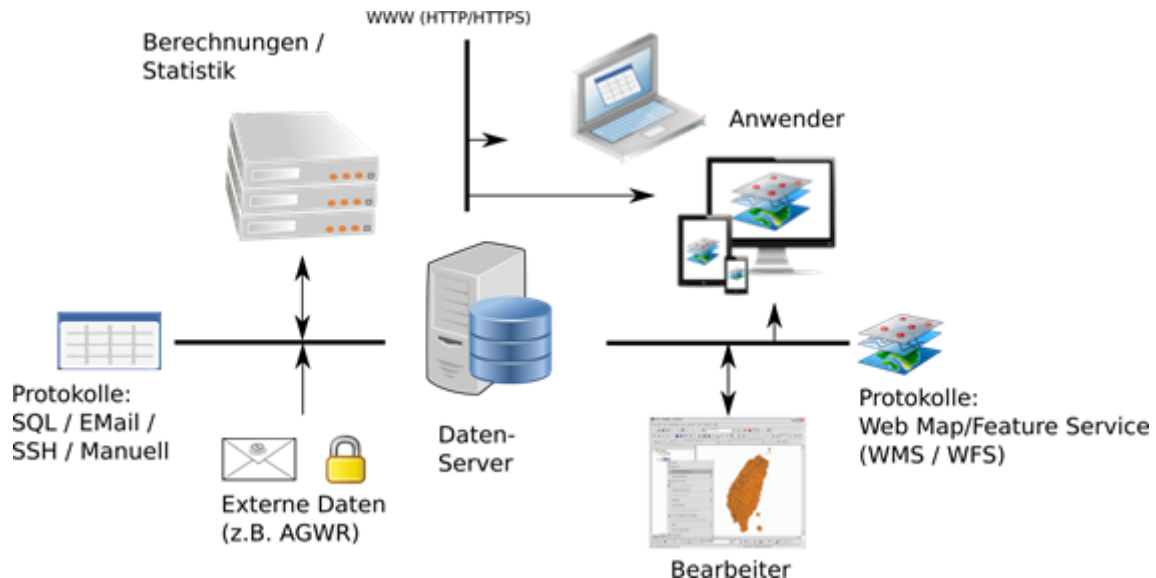 WWW (HTTP/HTTPS)
Berechnungen /
Statistik
Anwender
Protokolle:
SQL / EMail /
SSH / Manuell
Externe Daten
(z.B. AGWR)
Daten-
Server
Protokolle:
Web Map/Feature Service
(WMS / WFS)
Bearbeiter